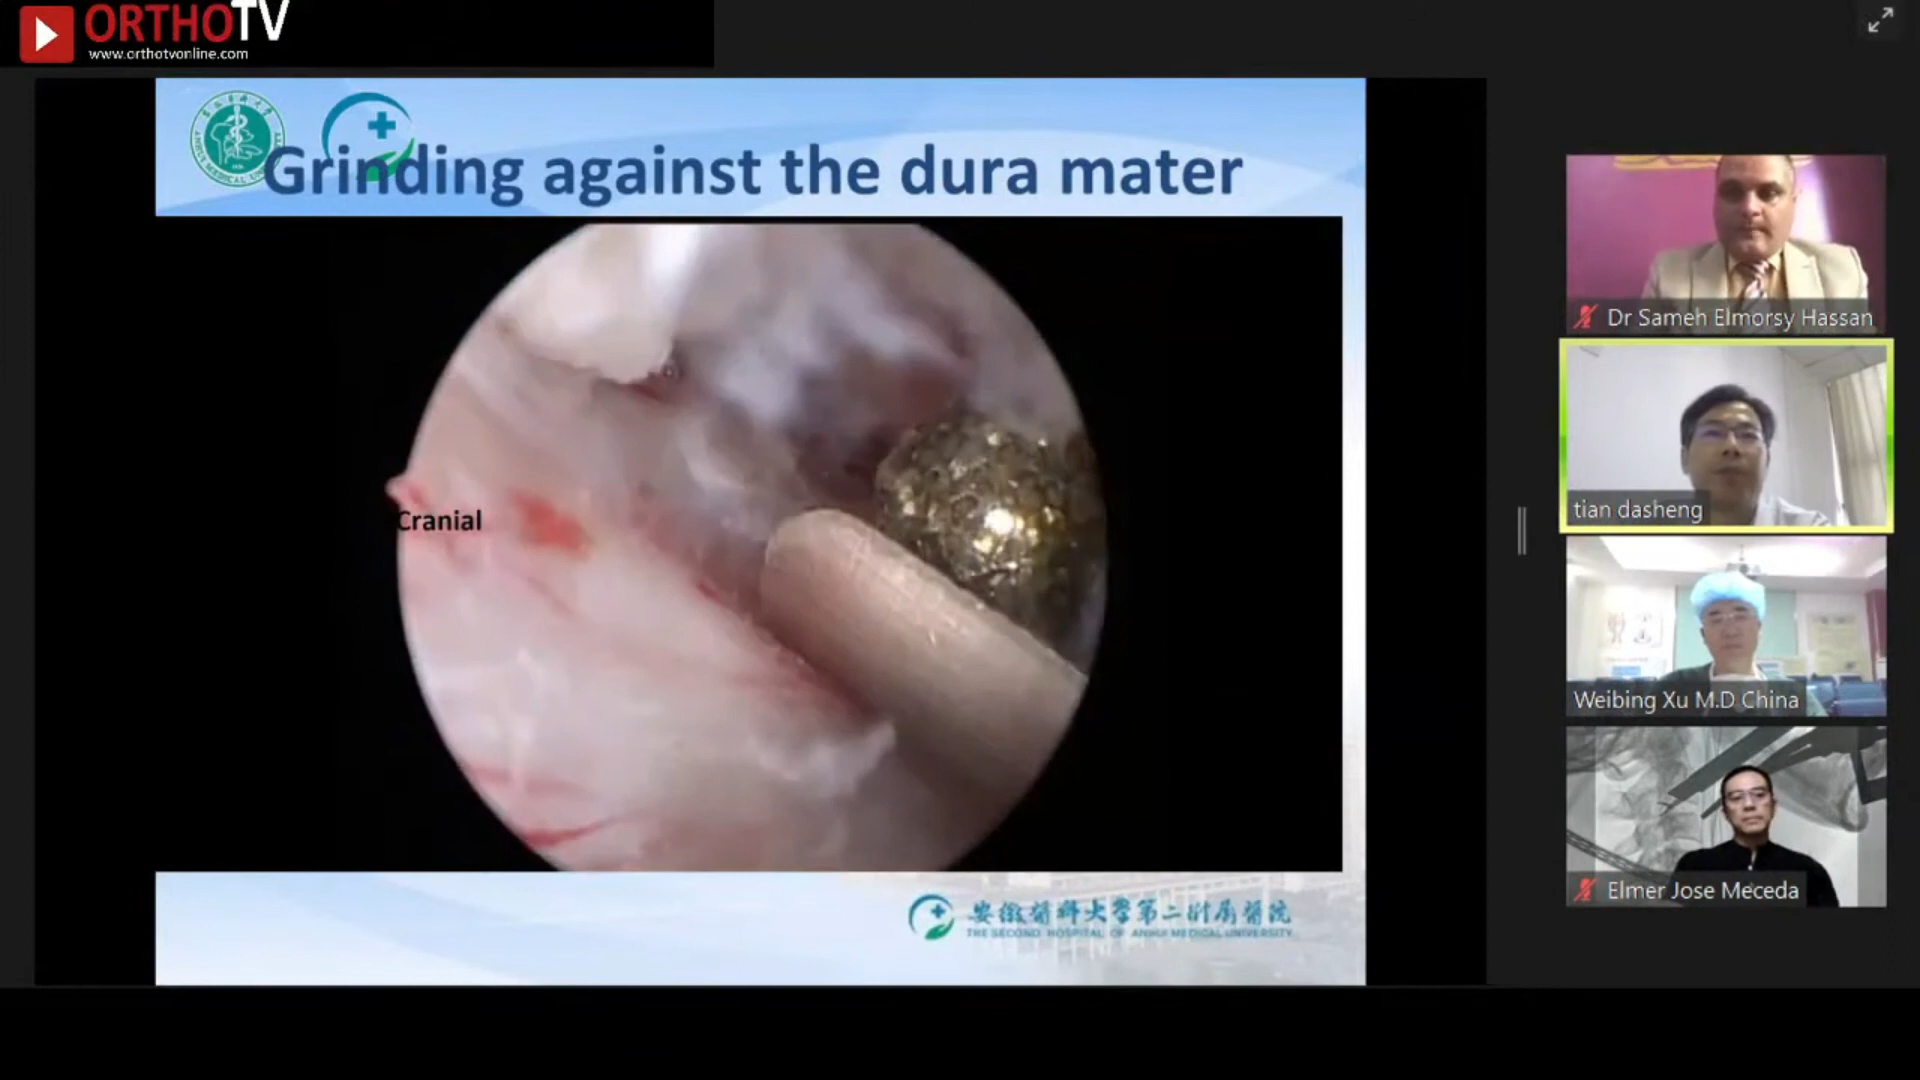 ORTHOTV
www.orthotvonline.com
Grinding against the dura mater
Cranial
安徽医科大学第二附属医院
THE SECOND HOSPITAL OF ANHUI MEDICAL UNIVERSITY
Dr Sameh Elmorsy Hassan
tian dasheng
Weibing Xu M.D China
Elmer Jose Meceda